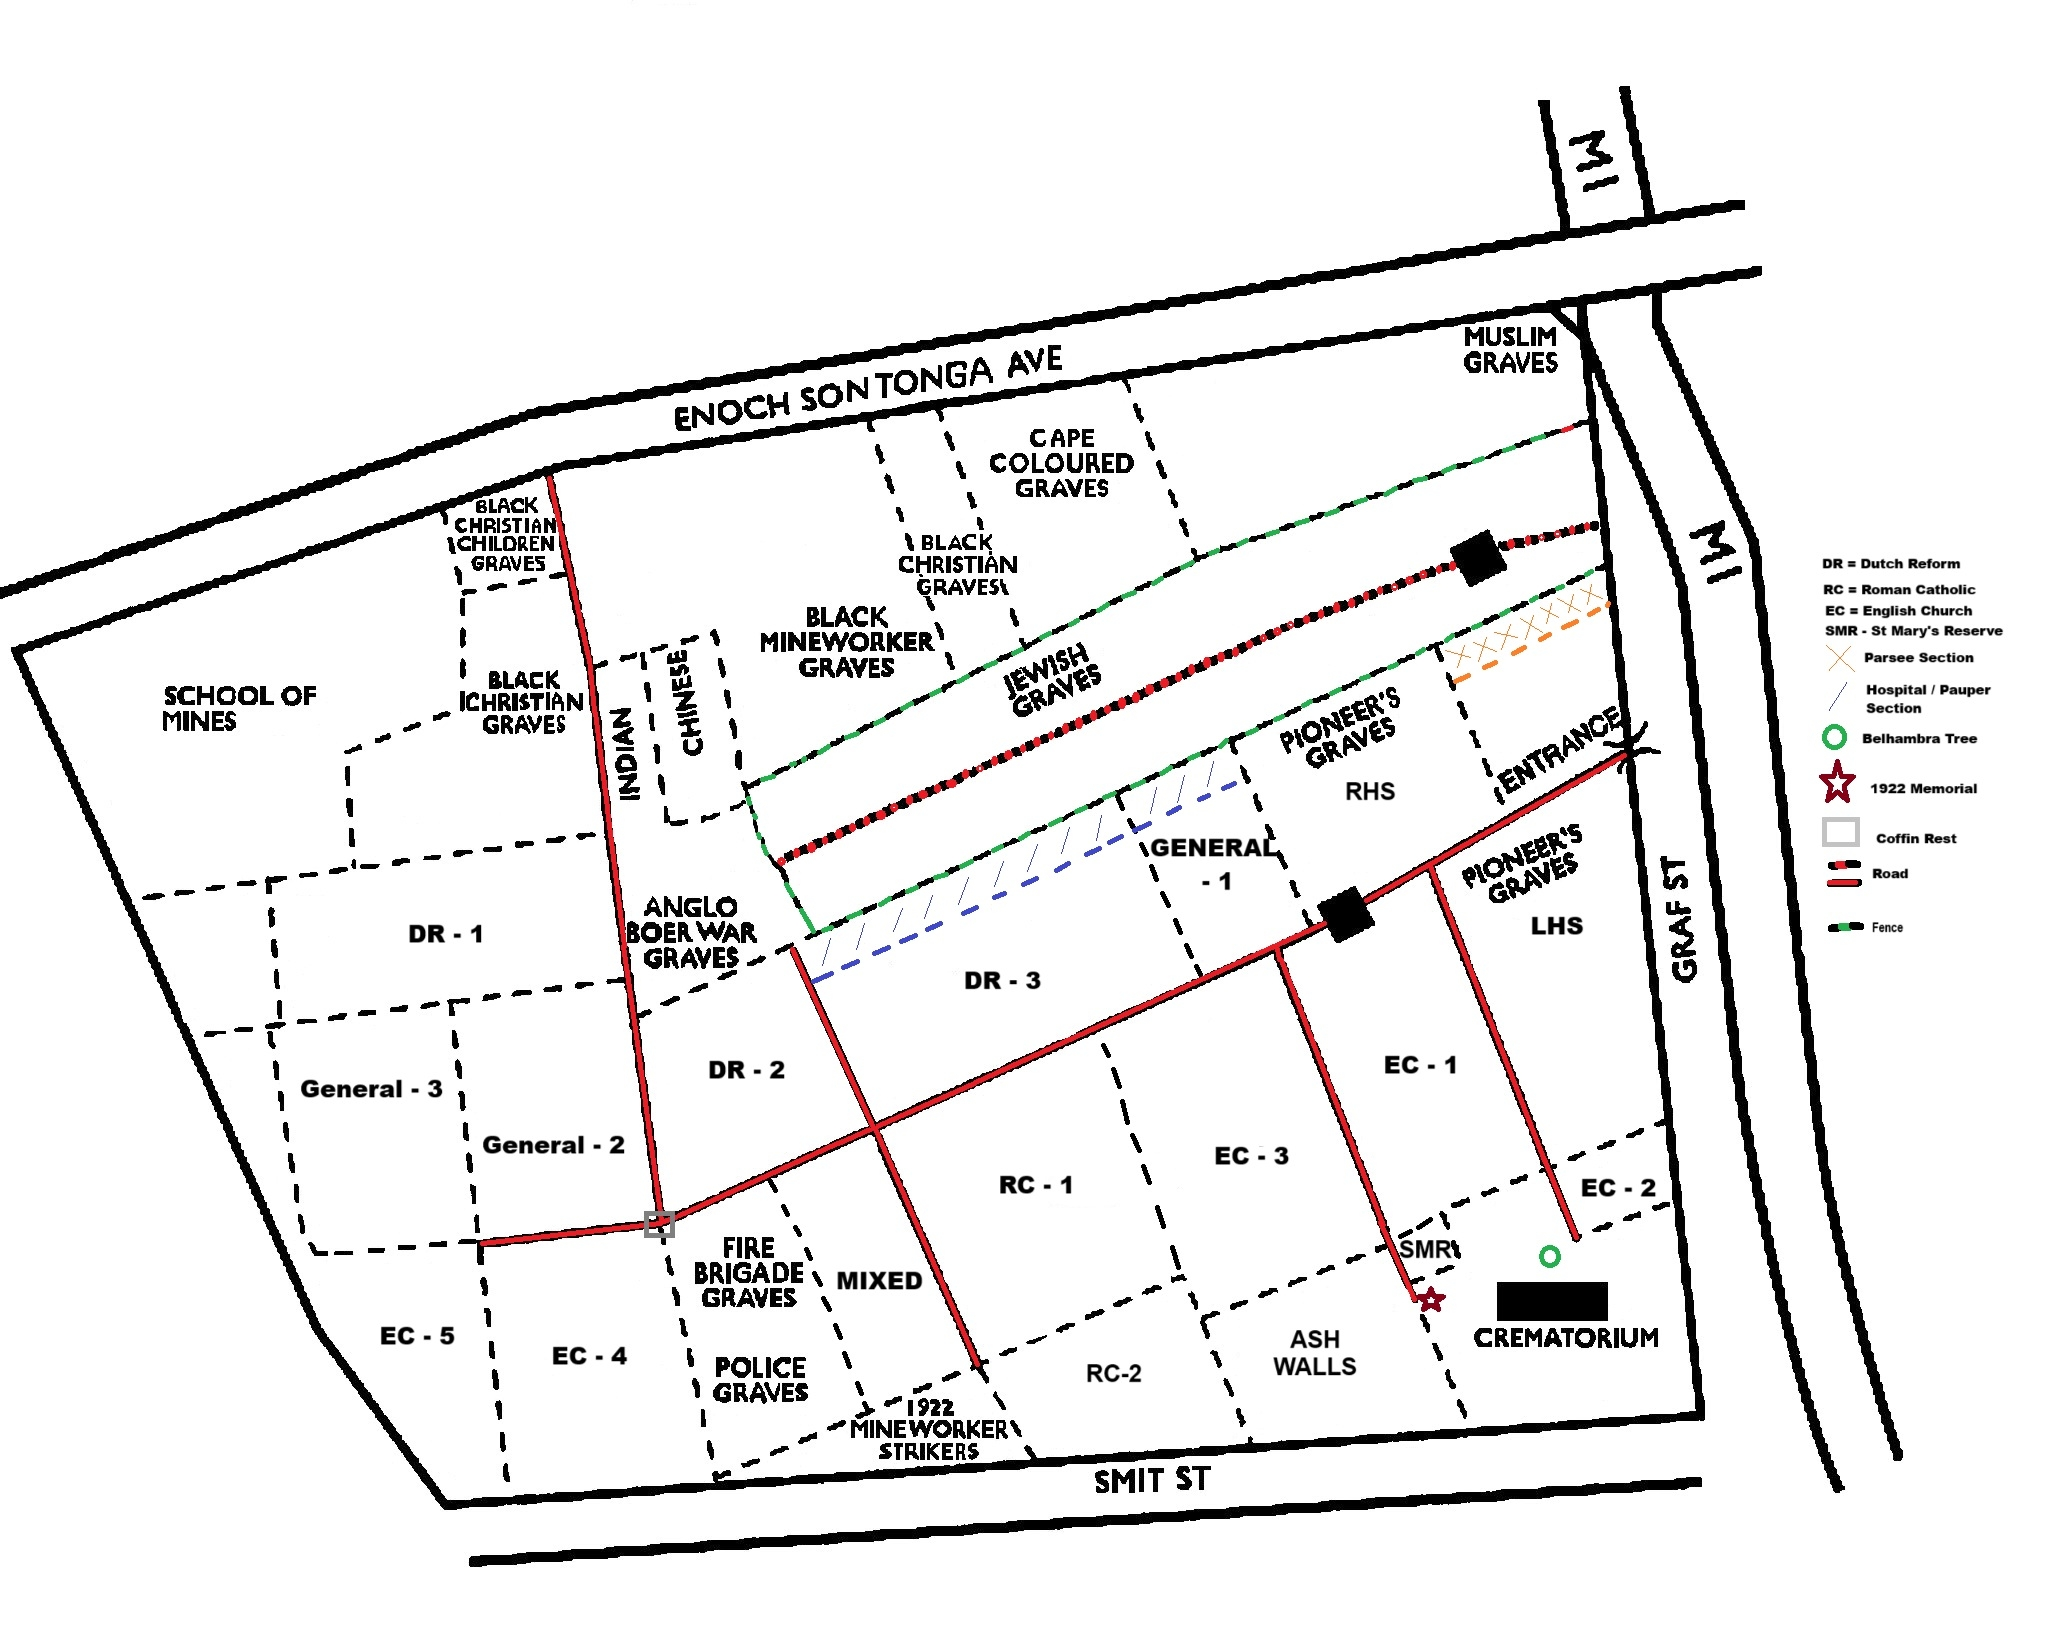 MI
MUSLIM
GRAVES
ENOCH SONTONGA AVE
CAPE
COLOURED
GRAVES
BLACK
CHRISTIAN
CHILDREN
GRAVES
BLACK
CHRISTIAN
GRAVES
MI
BLACK
MINEWORKER
GRAVES
JEWISH
GRAVES
SCHOOL OF
MINES
BLACK
CHRISTIAN
GRAVES
INDIAN
CHINESE
PIONEER'S
GRAVES
RHS
ENTRANCE
GENERAL
- 1
PIONEER'S
GRAVES
LHS
GRAF ST
ANGLO
BOER WAR
GRAVES
DR - 1
DR - 3
DR - 2
General - 3
General - 2
EC - 1
EC - 3
RC - 1
EC - 2
SMR
FIRE
BRIGADE
GRAVES
MIXED
EC - 5
EC - 4
POLICE
GRAVES
RC-2
ASH
WALLS
CREMATORIUM
1922
MINEWORKER
STRIKERS
SMIT ST
DR = Dutch Reform
RC = Roman Catholic
EC = English Church
SMR - St Mary's Reserve
Parsee Section
Hospital / Pauper
Section
Belhambra Tree
1922 Memorial
Coffin Rest
Road
Fence